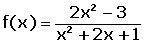 f(x) = (2x² − 3)/(x² + 2x + 1)